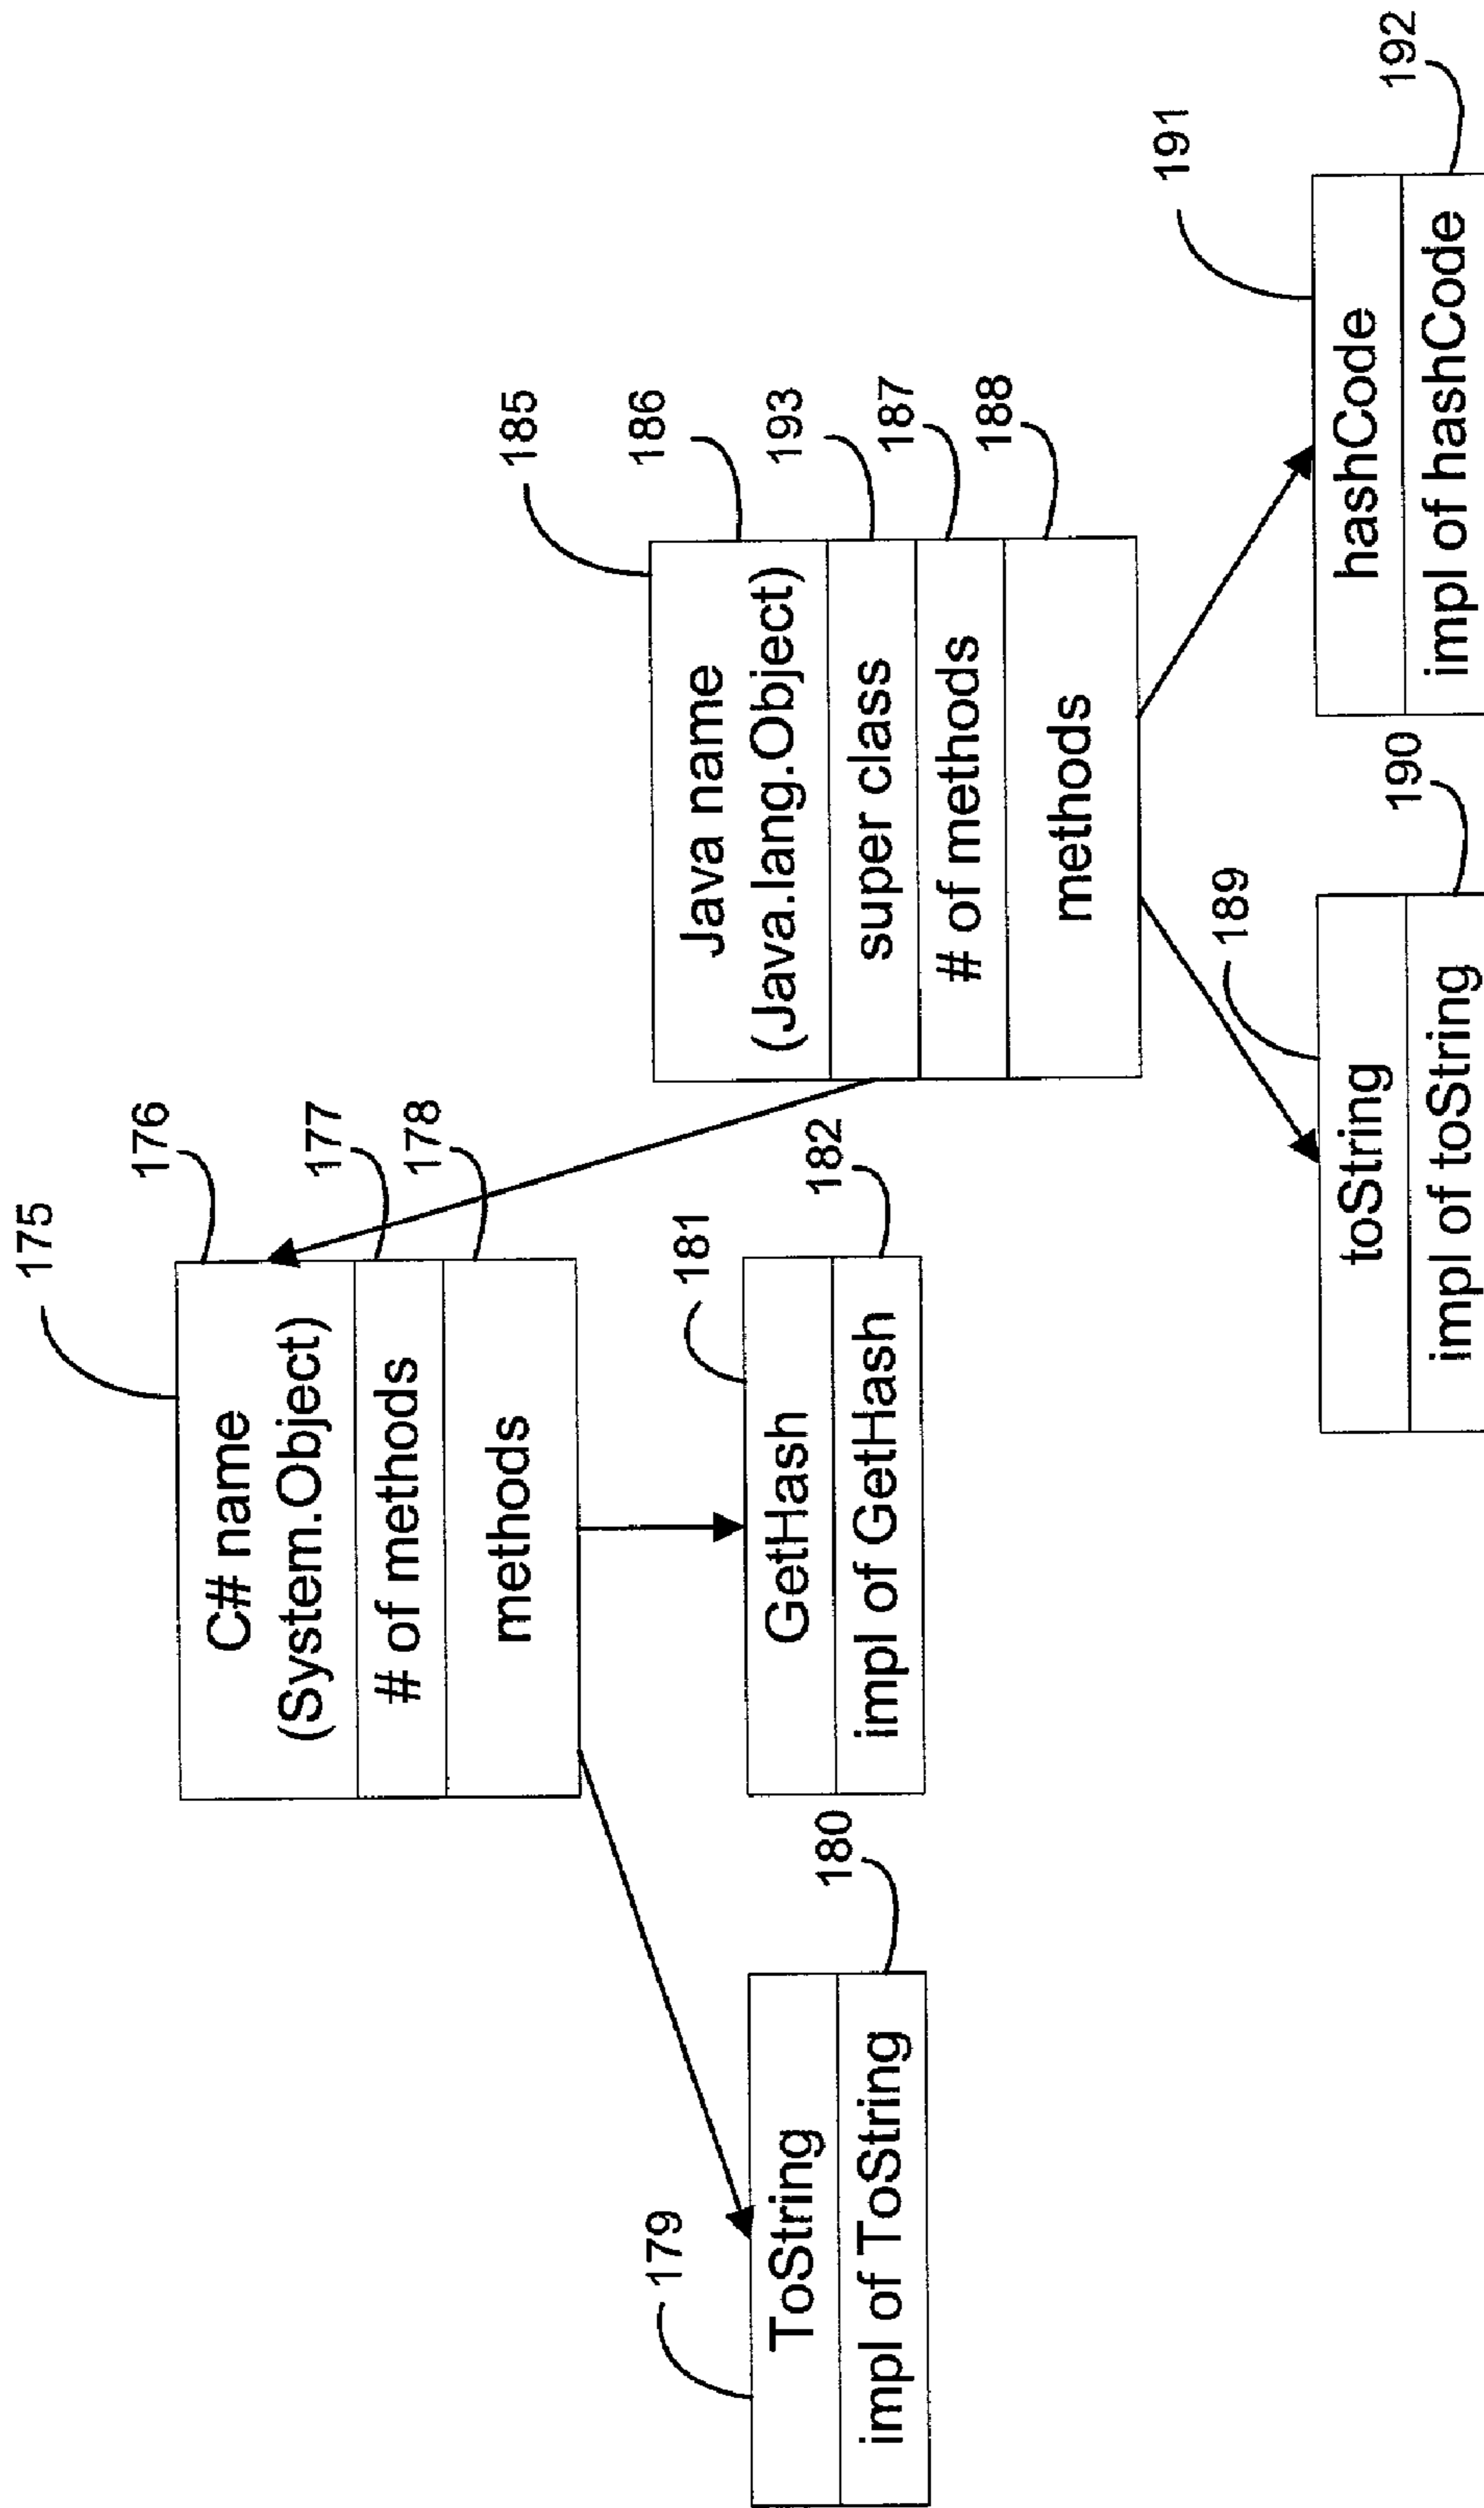 175
176
C# name
(System.Object)
177
# of methods
178
methods
179
ToString
180
impl of ToString
181
GetHash
182
impl of GetHash
185
186
Java name
(Java.lang.Object)
193
super class
187
# of methods
188
methods
189
toString
190
impl of toString
191
hashCode
192
impl of hashCode